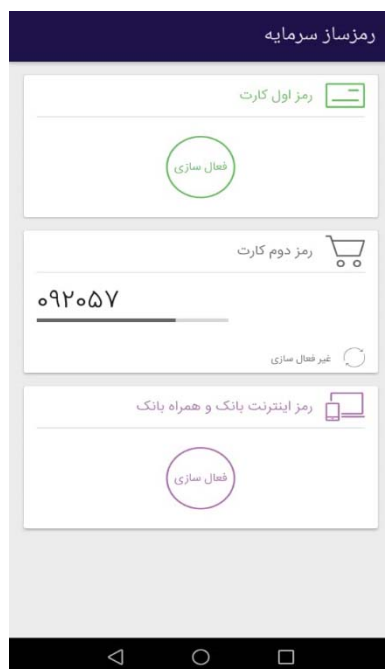 رمزساز سرمایه
رمز اول کارت
فعال سازی
رمز دوم کارت
۰۹۲۰۵۷
غیر فعال سازی
رمز اینترنت بانک و همراه بانک
فعال سازی